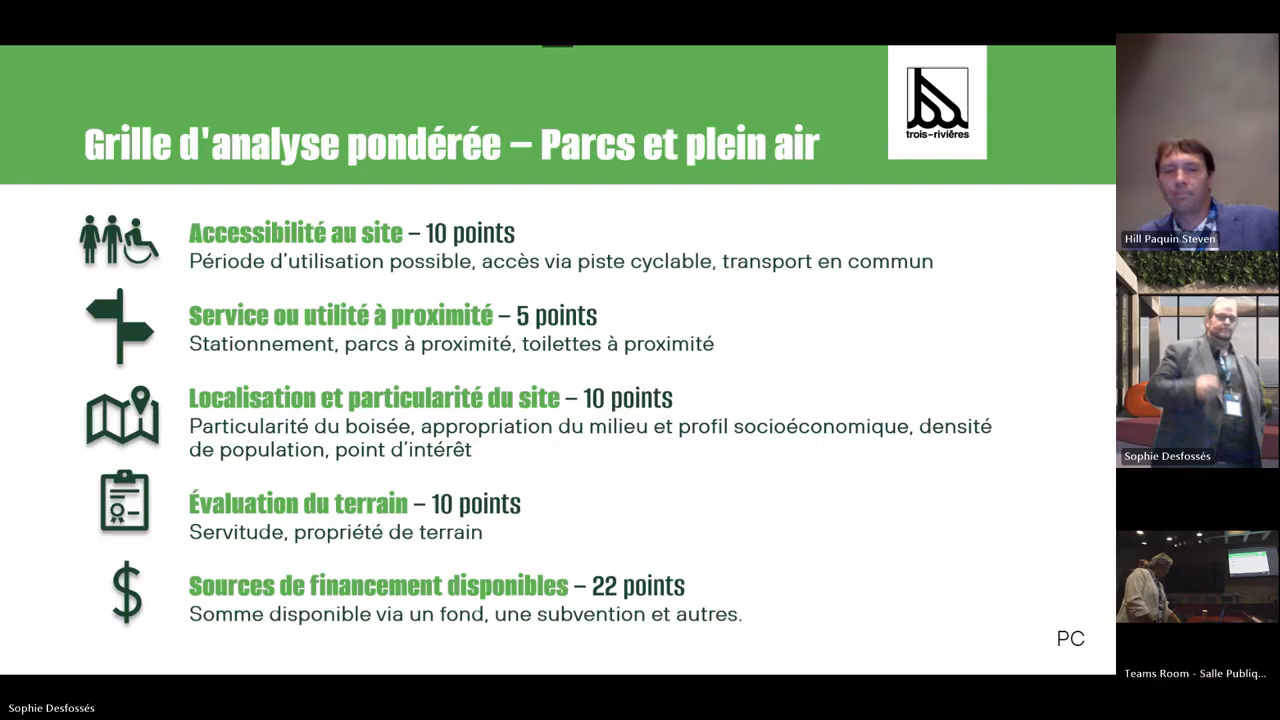 Grille d'analyse pondérée – Parcs et plein air
trois-rivières
Accessibilité au site – 10 points
Période d’utilisation possible, accès via piste cyclable, transport en commun
Service ou utilité à proximité – 5 points
Stationnement, parcs à proximité, toilettes à proximité
Localisation et particularité du site – 10 points
Particularité du boisée, appropriation du milieu et profil socioéconomique, densité
de population, point d’intérêt
Évaluation du terrain – 10 points
Servitude, propriété de terrain
Sources de financement disponibles – 22 points
Somme disponible via un fond, une subvention et autres.
PC
Hill Paquin Steven
Sophie Desfossés
Teams Room - Salle Publiq...
Sophie Desfossés